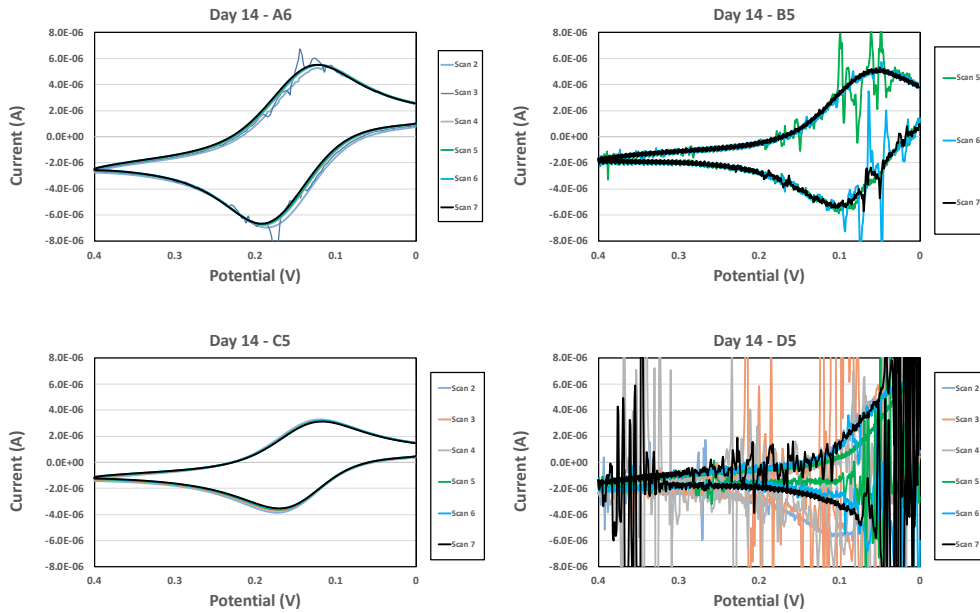 Day 14 - A6
8.0E-06
6.0E-06
4.0E-06
2.0E-06
0.0E+00
-2.0E-06
-4.0E-06
-6.0E-06
-8.0E-06
Current (A)
0.4
0.3
0.2
0.1
0
Potential (V)
Scan 2
Scan 3
Scan 4
Scan 5
Scan 6
Scan 7
Day 14 - B5
8.0E-06
6.0E-06
4.0E-06
2.0E-06
0.0E+00
-2.0E-06
-4.0E-06
-6.0E-06
-8.0E-06
Current (A)
0.4
0.3
0.2
0.1
0
Potential (V)
Scan 5
Scan 6
Scan 7
Day 14 - C5
8.0E-06
6.0E-06
4.0E-06
2.0E-06
0.0E+00
-2.0E-06
-4.0E-06
-6.0E-06
-8.0E-06
Current (A)
0.4
0.3
0.2
0.1
0
Potential (V)
Scan 2
Scan 3
Scan 4
Scan 5
Scan 6
Scan 7
Day 14 - D5
8.0E-06
6.0E-06
4.0E-06
2.0E-06
0.0E+00
-2.0E-06
-4.0E-06
-6.0E-06
-8.0E-06
Current (A)
0.4
0.3
0.2
0.1
0
Potential (V)
Scan 2
Scan 3
Scan 4
Scan 5
Scan 6
Scan 7